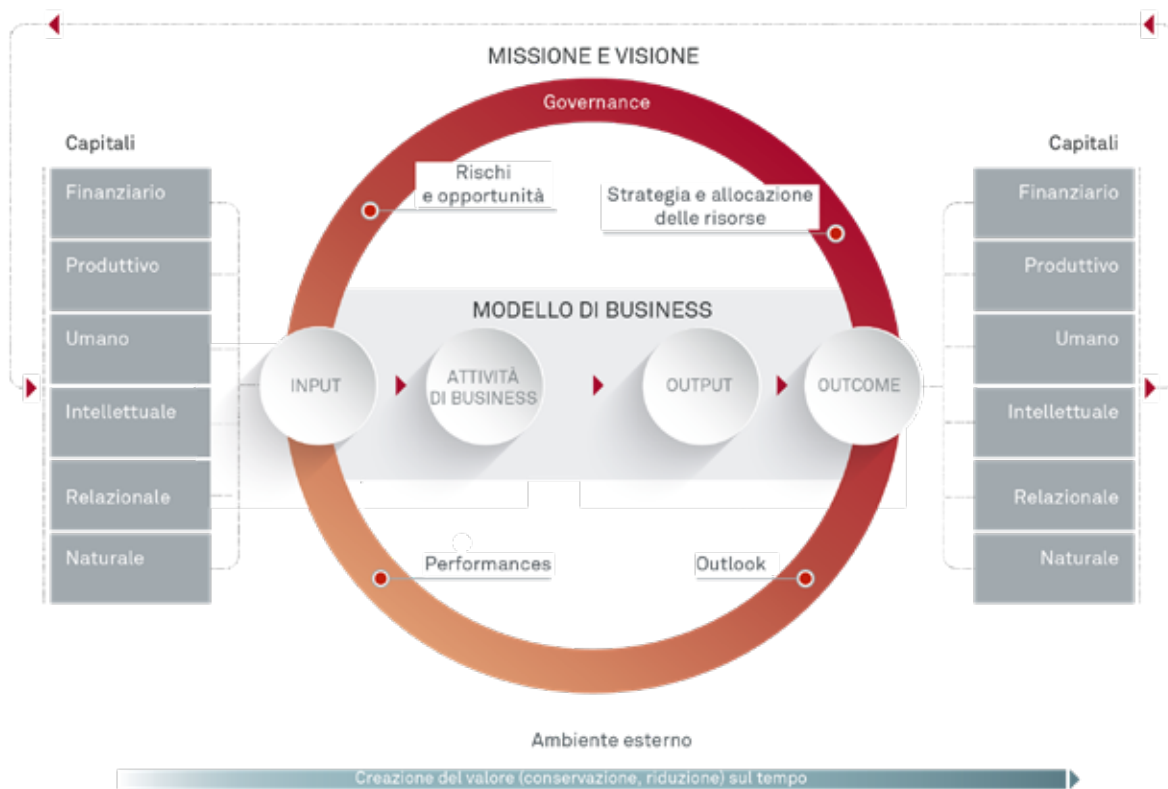 MISSIONE E VISIONE
Governance
Capitali
Finanziario
Produttivo
Umano
Intellettuale
Relazionale
Naturale
Rischi
e opportunità
Strategia e allocazione
delle risorse
MODELLO DI BUSINESS
INPUT
ATTIVITÀ
DI BUSINESS
OUTPUT
OUTCOME
Performances
Outlook
Capitali
Finanziario
Produttivo
Umano
Intellettuale
Relazionale
Naturale
Ambiente esterno
Creazione del valore (conservazione, riduzione) sul tempo